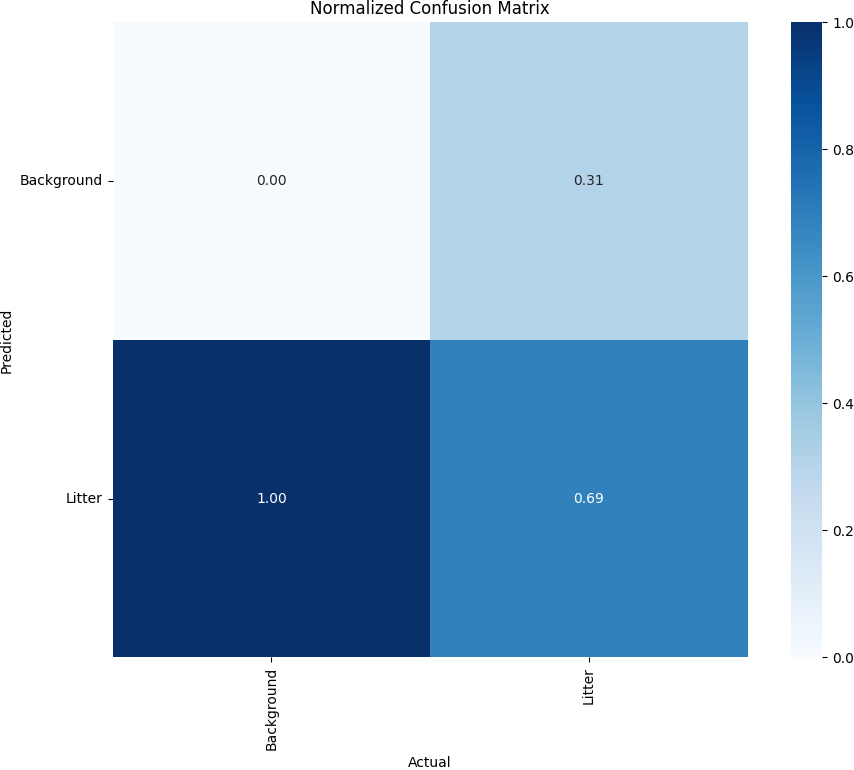 Normalized Confusion Matrix
Background
0.00
0.31
Litter
1.00
0.69
Predicted
Background
Litter
Actual
1.0
0.8
0.6
0.4
0.2
0.0